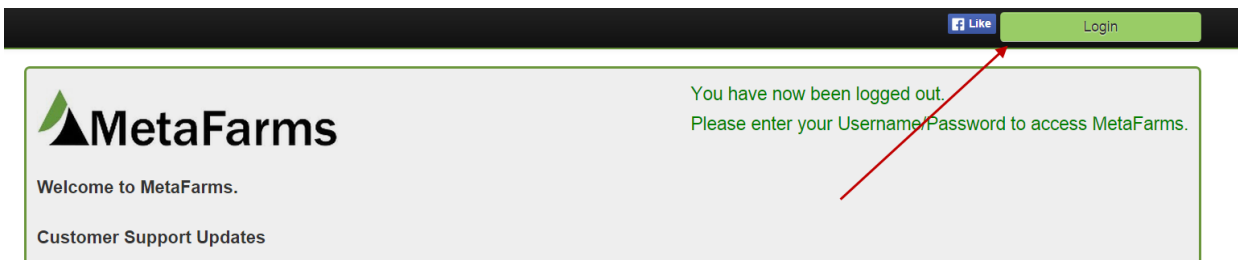 Like
Login
You have now been logged out.
Please enter your Username/Password to access MetaFarms.
MetaFarms
Welcome to MetaFarms.
Customer Support Updates